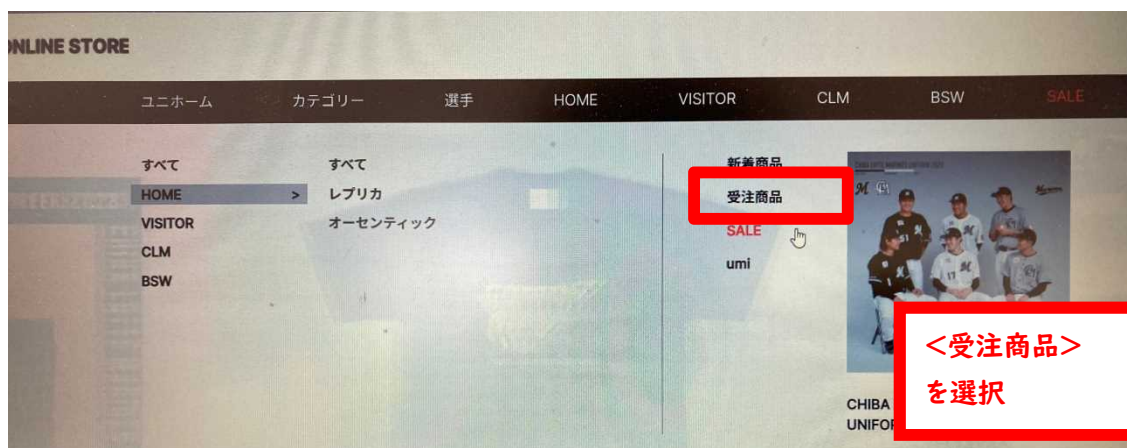 ONLINE STORE
ユニホーム カテゴリー 選手 HOME VISITOR CLM BSW SALE
すべて すべて 新着商品
HOME > レプリカ 受注商品
VISITOR オーセンティック SALE
CLM umi
BSW
<受注商品>
を選択
CHIBA